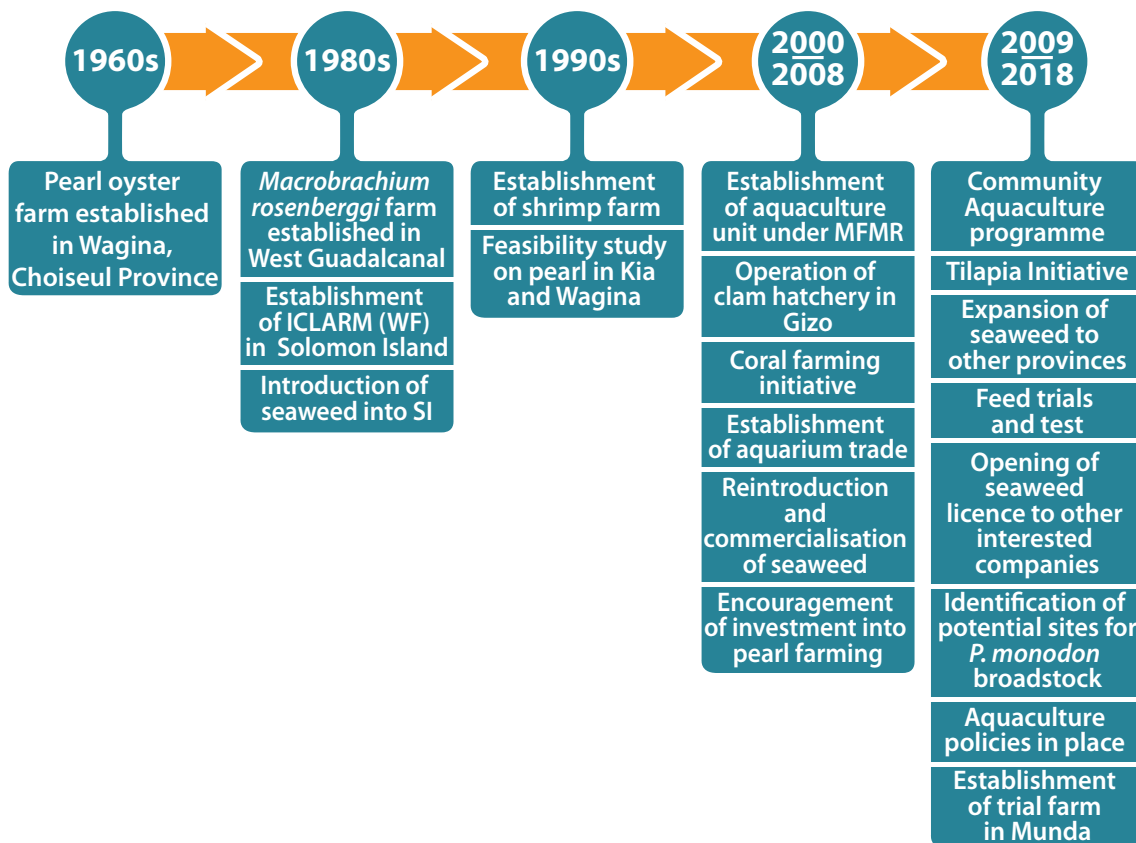 1960s
1980s
1990s
2000
2008
2009
2018
Pearl oyster
farm established
in Wagina,
Choiseul Province
Macrobrachium
rosenberggi farm
established in
West Guadalcanal
Establishment
of ICLARM (WF)
in Solomon Island
Introduction of
seaweed into SI
Establishment
of shrimp farm
Feasibility study
on pearl in Kia
and Wagina
Establishment
of aquaculture
unit under MFMR
Operation of
clam hatchery in
Gizo
Coral farming
initiative
Establishment
of aquarium trade
Reintroduction
and
commercialisation
of seaweed
Encouragement
of investment into
pearl farming
Community
Aquaculture
programme
Tilapia Initiative
Expansion of
seaweed to
other provinces
Feed trials
and test
Opening of
seaweed
licence to other
interested
companies
Identification of
potential sites for
P. monodon
broadstock
Aquaculture
policies in place
Establishment
of trial farm
in Munda